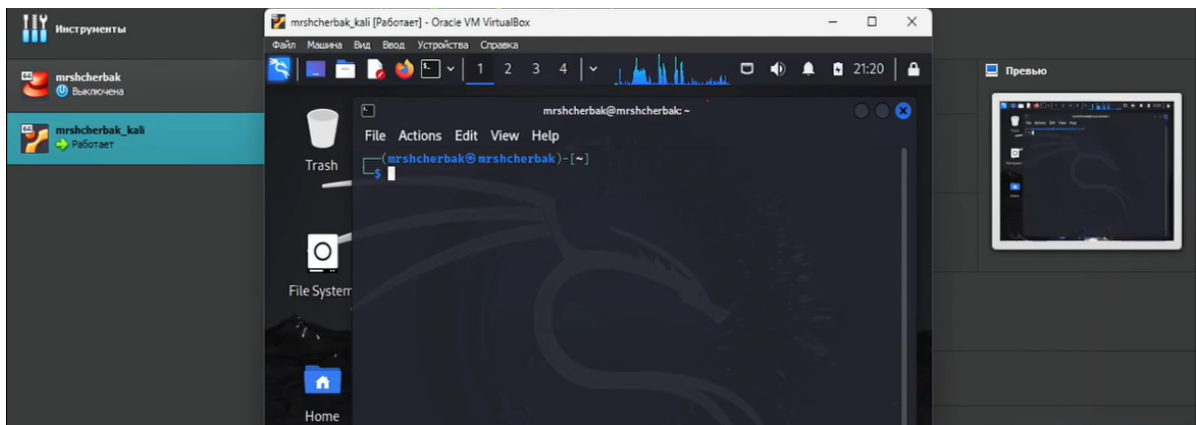 Инструменты
mrshcherbak
Выключена
mrshcherbak_kali
Работает
mrshcherbak_kali [Работает] - Oracle VM VirtualBox
Файл Машина Вид Ввод Устройства Справка
1 2 3 4 21:20
Trash
File System
Home
mrshcherbak@mrshcherbak: ~
File Actions Edit View Help
(mrshcherbak㉿mrshcherbak)-[~]
$
Превью